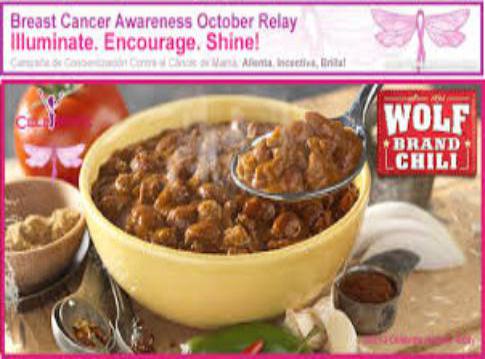 Breast Cancer Awareness October Relay
Illuminate. Encourage. Shine!
Campaña de Concientización Contra el Cáncer de Mama. Alienta, Incentiva, Brilla!
WOLF
BRAND
CHILI